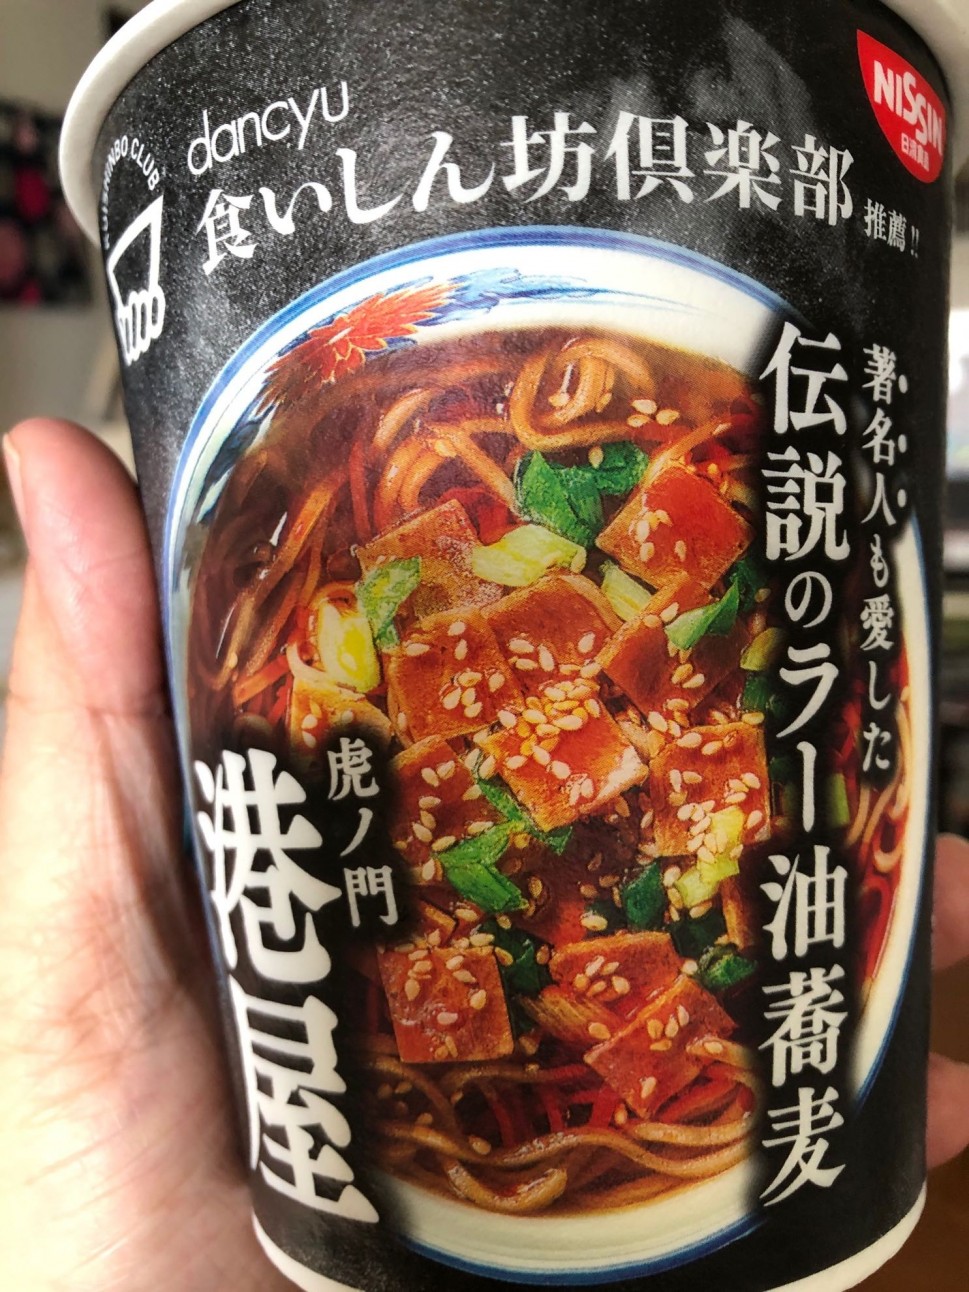 dancyu
食いしん坊倶楽部
推薦!!
NISSIN
日清食品
著名人も愛した
伝説のラー油蕎麦
虎ノ門
港屋
CLUB